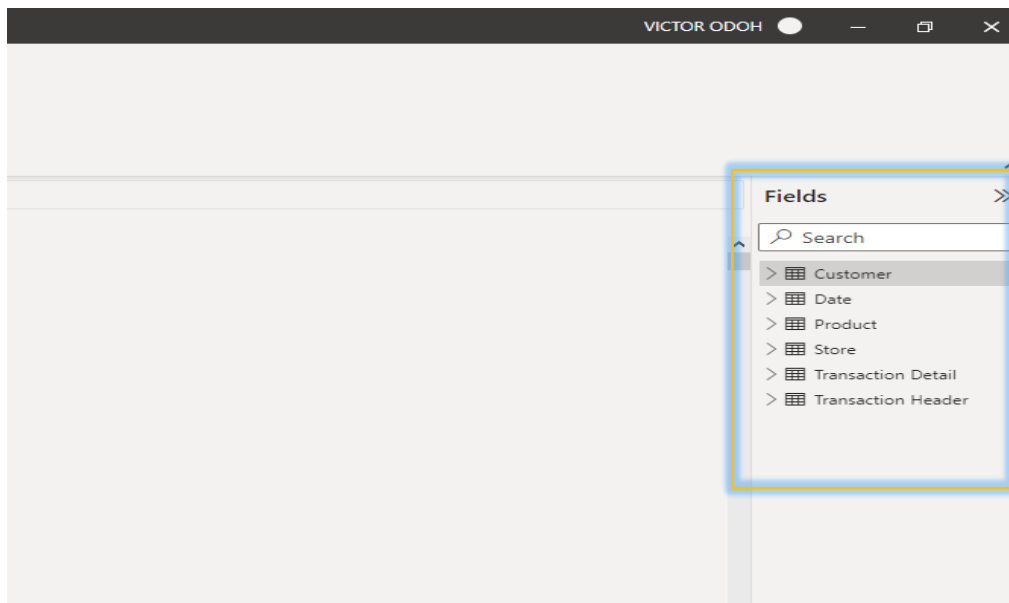 VICTOR ODOH
Fields
Search
Customer
Date
Product
Store
Transaction Detail
Transaction Header